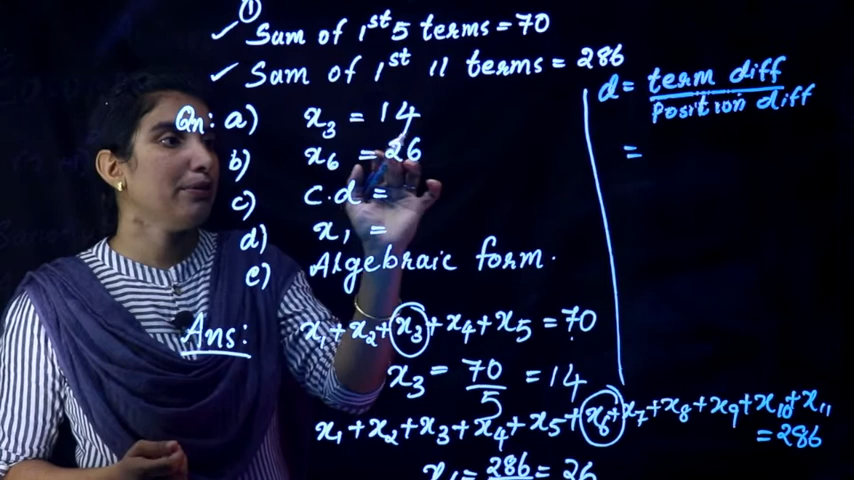 ①
✓ Sum of 1st 5 terms = 70
✓ Sum of 1st 11 terms = 286
Qn: a) x₃ = 14
b) x₆ = 26
c) c.d =
d) x₁ =
e) Algebraic form.
Ans: x₁+x₂+x₃+x₄+x₅ = 70
x₃ = 70/5 = 14
x₁+x₂+x₃+x₄+x₅+x₆+x₇+x₈+x₉+x₁₀+x₁₁
= 286
= 286 = 26
d = term diff / Position diff
=